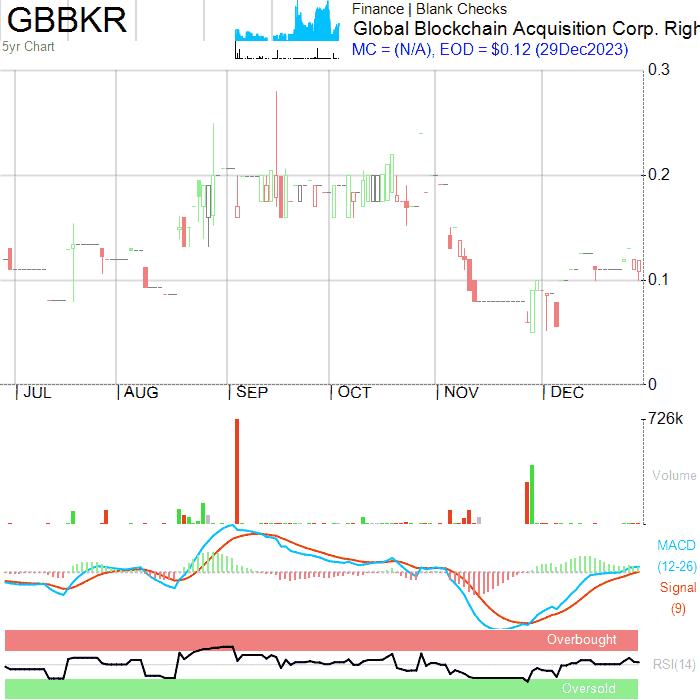 GBBKR
5yr Chart
Finance | Blank Checks
Global Blockchain Acquisition Corp. Righ
MC = (N/A), EOD = $0.12 (29Dec2023)
0.3
0.2
0.1
0
| JUL | AUG | SEP | OCT | NOV | DEC
726k
Volume
MACD
(12-26)
Signal
(9)
Overbought
RSI(14)
Oversold